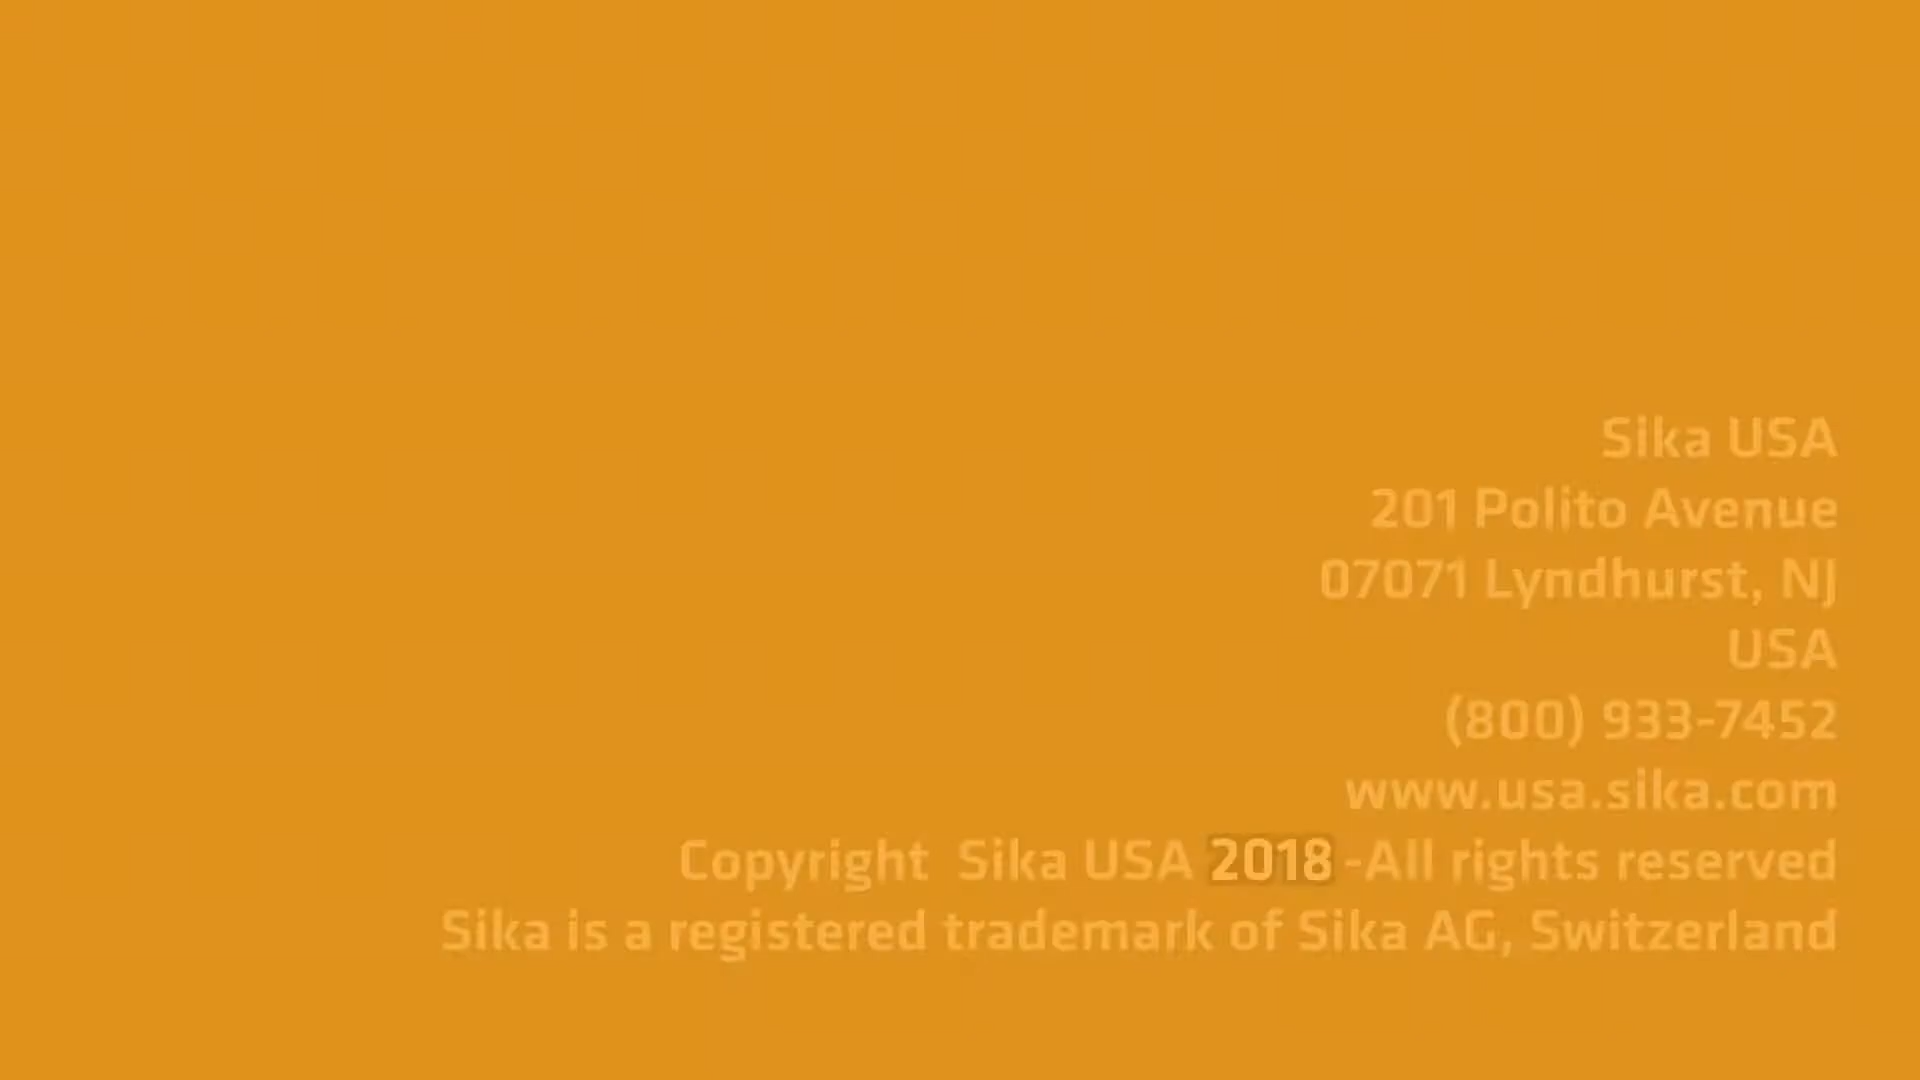 Sika USA
201 Polito Avenue
07071 Lyndhurst, NJ
USA
(800) 933-7452
www.usa.sika.com
Copyright  Sika USA 2018 -All rights reserved
Sika is a registered trademark of Sika AG, Switzerland